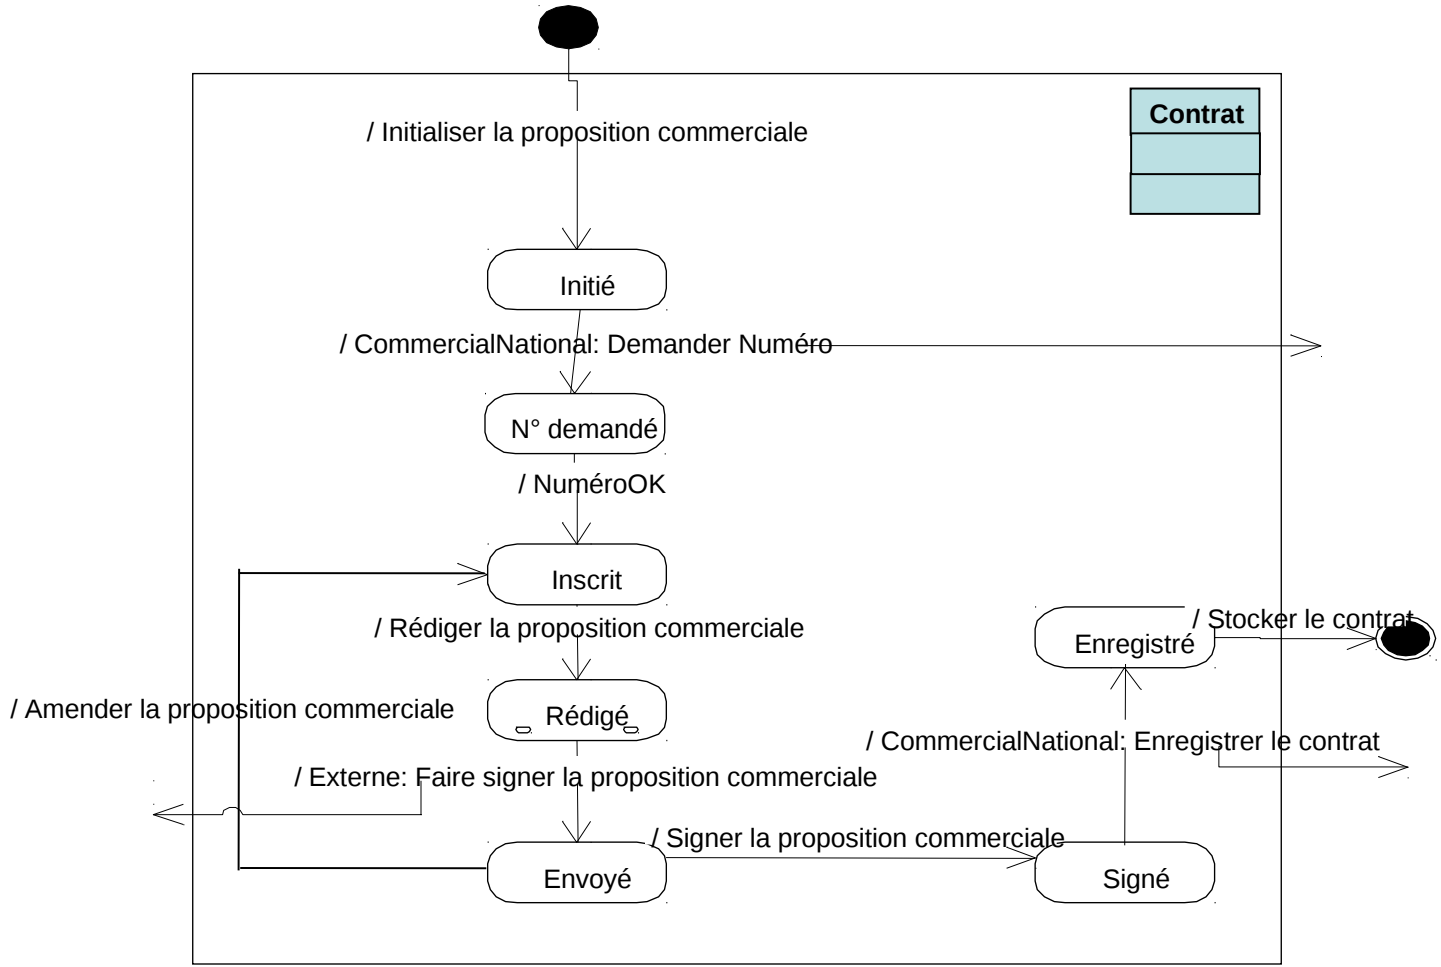 Contrat
/ Initialiser la proposition commerciale
Initié
/ CommercialNational: Demander Numéro
N° demandé
/ NuméroOK
Inscrit
/ Rédiger la proposition commerciale
/ Stocker le contrat
Enregistré
/ Amender la proposition commerciale
Rédigé
/ CommercialNational: Enregistrer le contrat
/ Externe: Faire signer la proposition commerciale
/ Signer la proposition commerciale
Envoyé
Signé